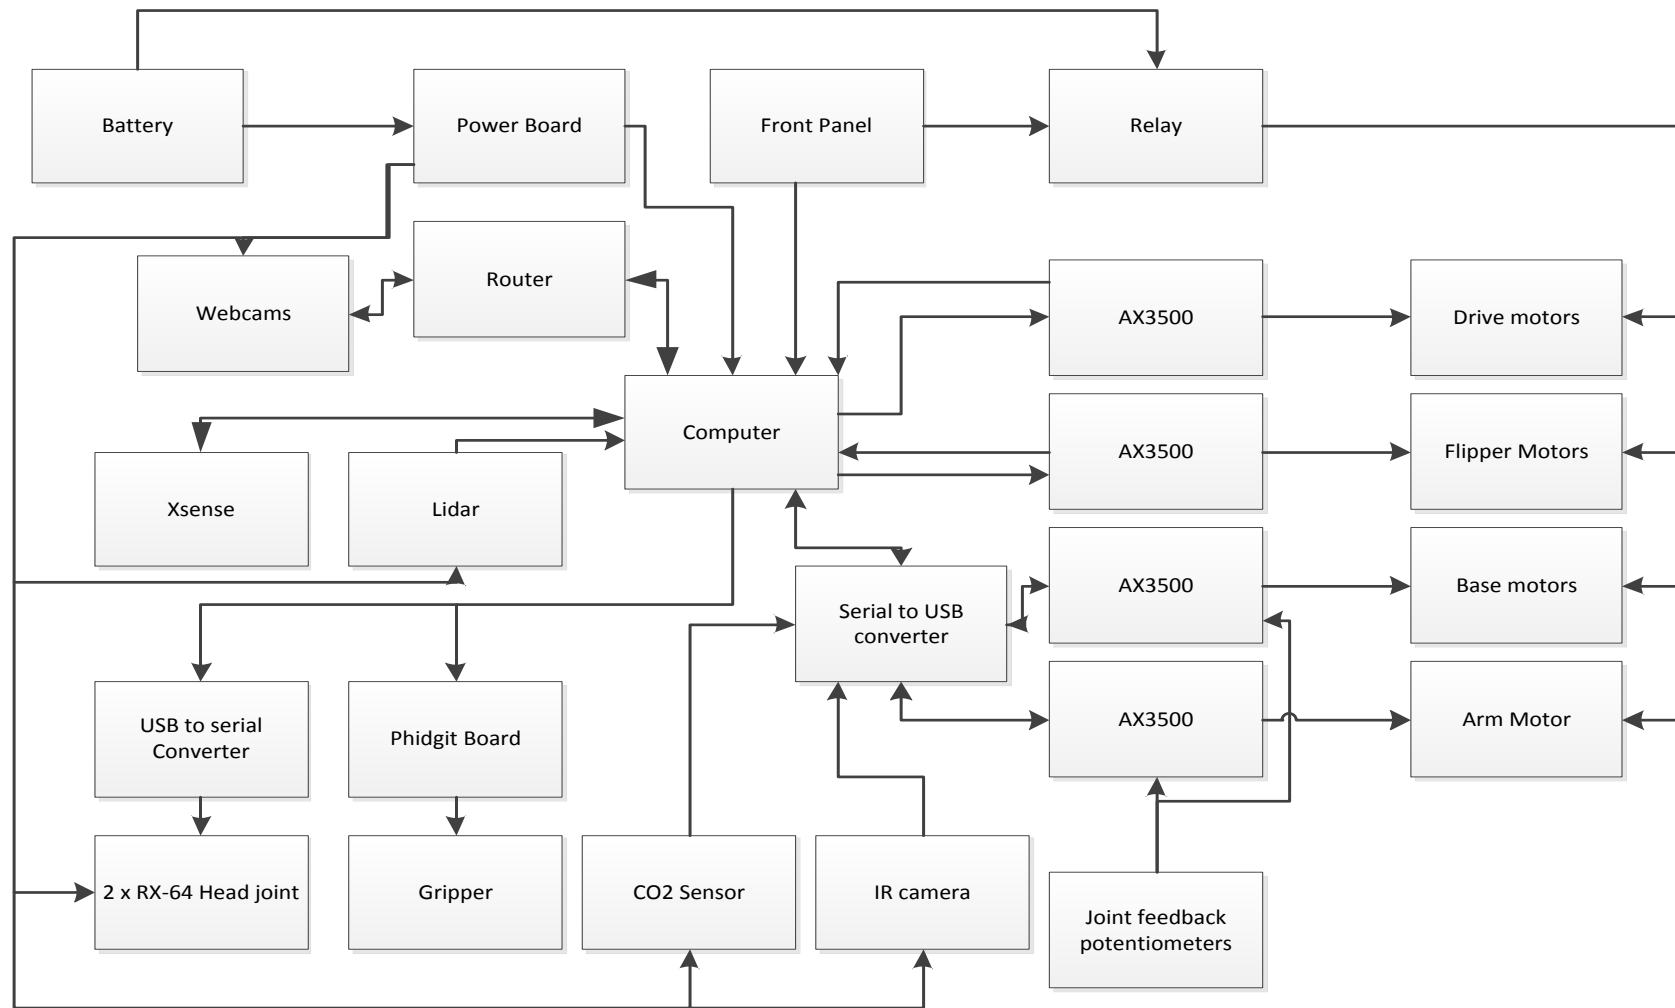 Battery
Power Board
Front Panel
Relay
Webcams
Router
AX3500
Drive motors
Computer
AX3500
Flipper Motors
Xsense
Lidar
Serial to USB
converter
AX3500
Base motors
USB to serial
Converter
Phidgit Board
AX3500
Arm Motor
2 x RX-64 Head joint
Gripper
CO2 Sensor
IR camera
Joint feedback
potentiometers